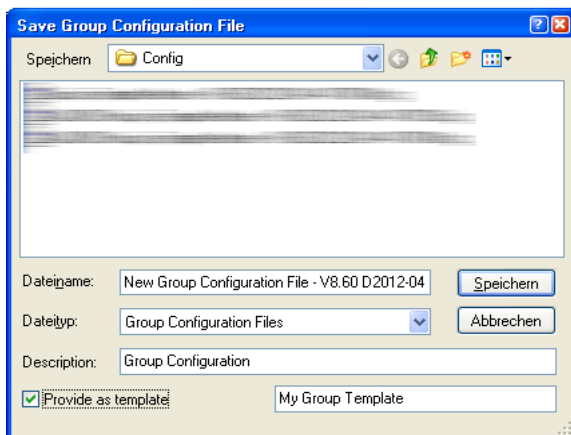 Save Group Configuration File
Speichern Config
Dateiname: New Group Configuration File - V8.60 D2012-04
Speichern
Dateityp: Group Configuration Files
Abbrechen
Description: Group Configuration
Provide as template My Group Template